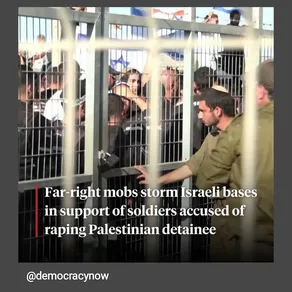 Far-right mobs storm Israeli bases
in support of soldiers accused of
raping Palestinian detainee
@democracynow